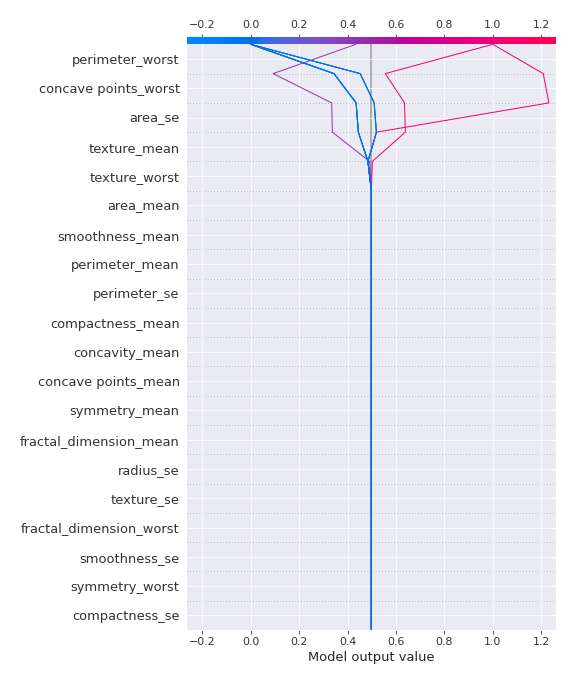 −0.2 0.0 0.2 0.4 0.6 0.8 1.0 1.2
perimeter_worst
concave points_worst
area_se
texture_mean
texture_worst
area_mean
smoothness_mean
perimeter_mean
perimeter_se
compactness_mean
concavity_mean
concave points_mean
symmetry_mean
fractal_dimension_mean
radius_se
texture_se
fractal_dimension_worst
smoothness_se
symmetry_worst
compactness_se
−0.2 0.0 0.2 0.4 0.6 0.8 1.0 1.2
Model output value